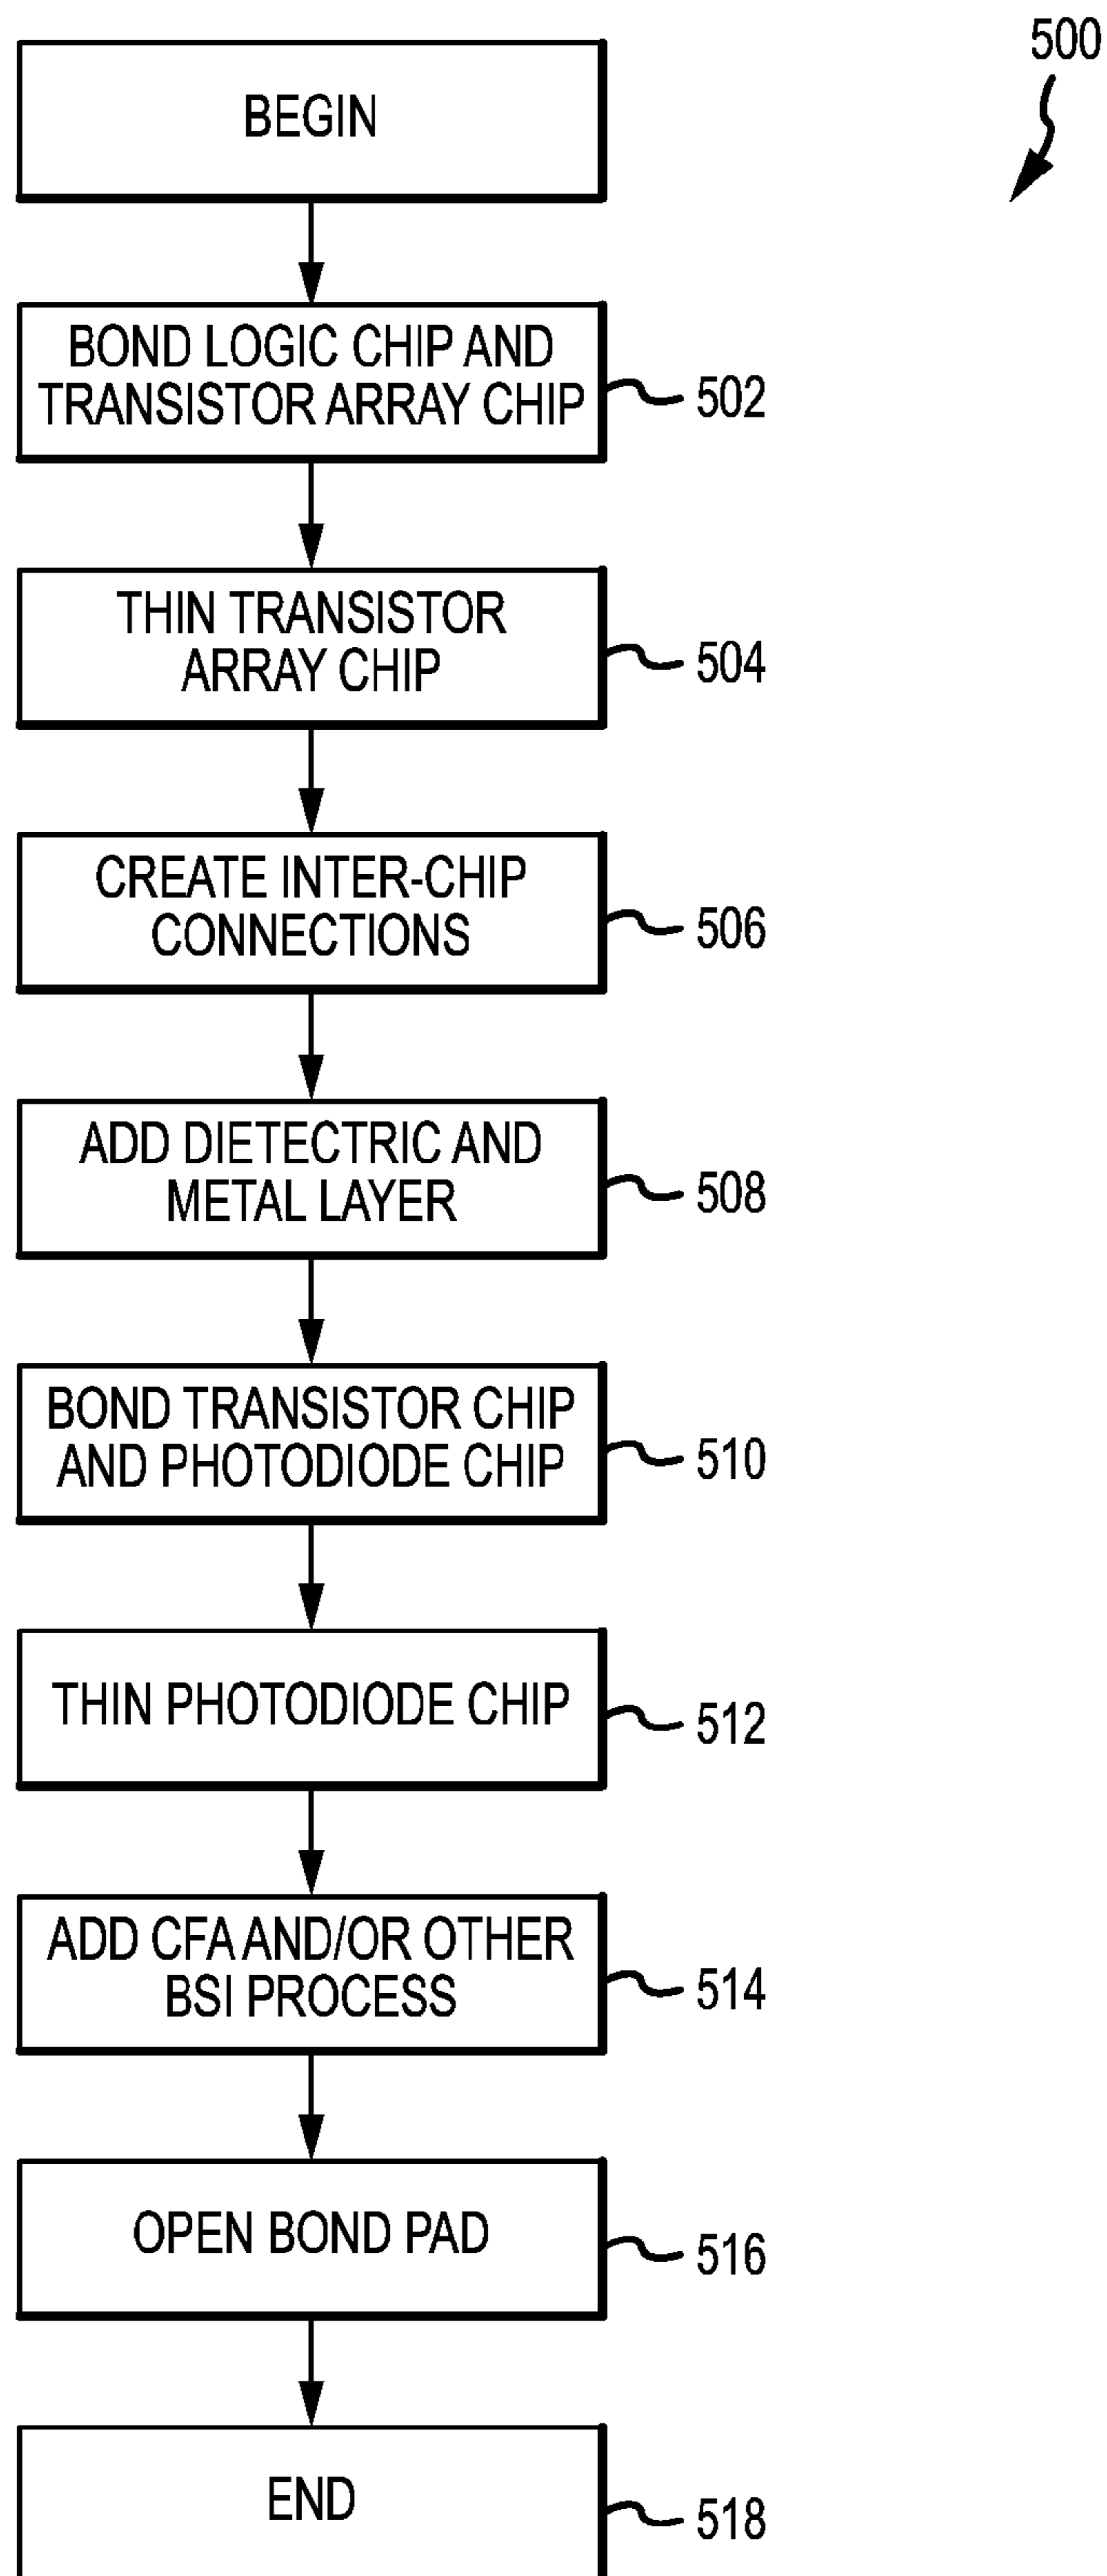 500
BEGIN
BOND LOGIC CHIP AND
TRANSISTOR ARRAY CHIP
502
THIN TRANSISTOR
ARRAY CHIP
504
CREATE INTER-CHIP
CONNECTIONS
506
ADD DIETECTRIC AND
METAL LAYER
508
BOND TRANSISTOR CHIP
AND PHOTODIODE CHIP
510
THIN PHOTODIODE CHIP
512
ADD CFA AND/OR OTHER
BSI PROCESS
514
OPEN BOND PAD
516
END
518